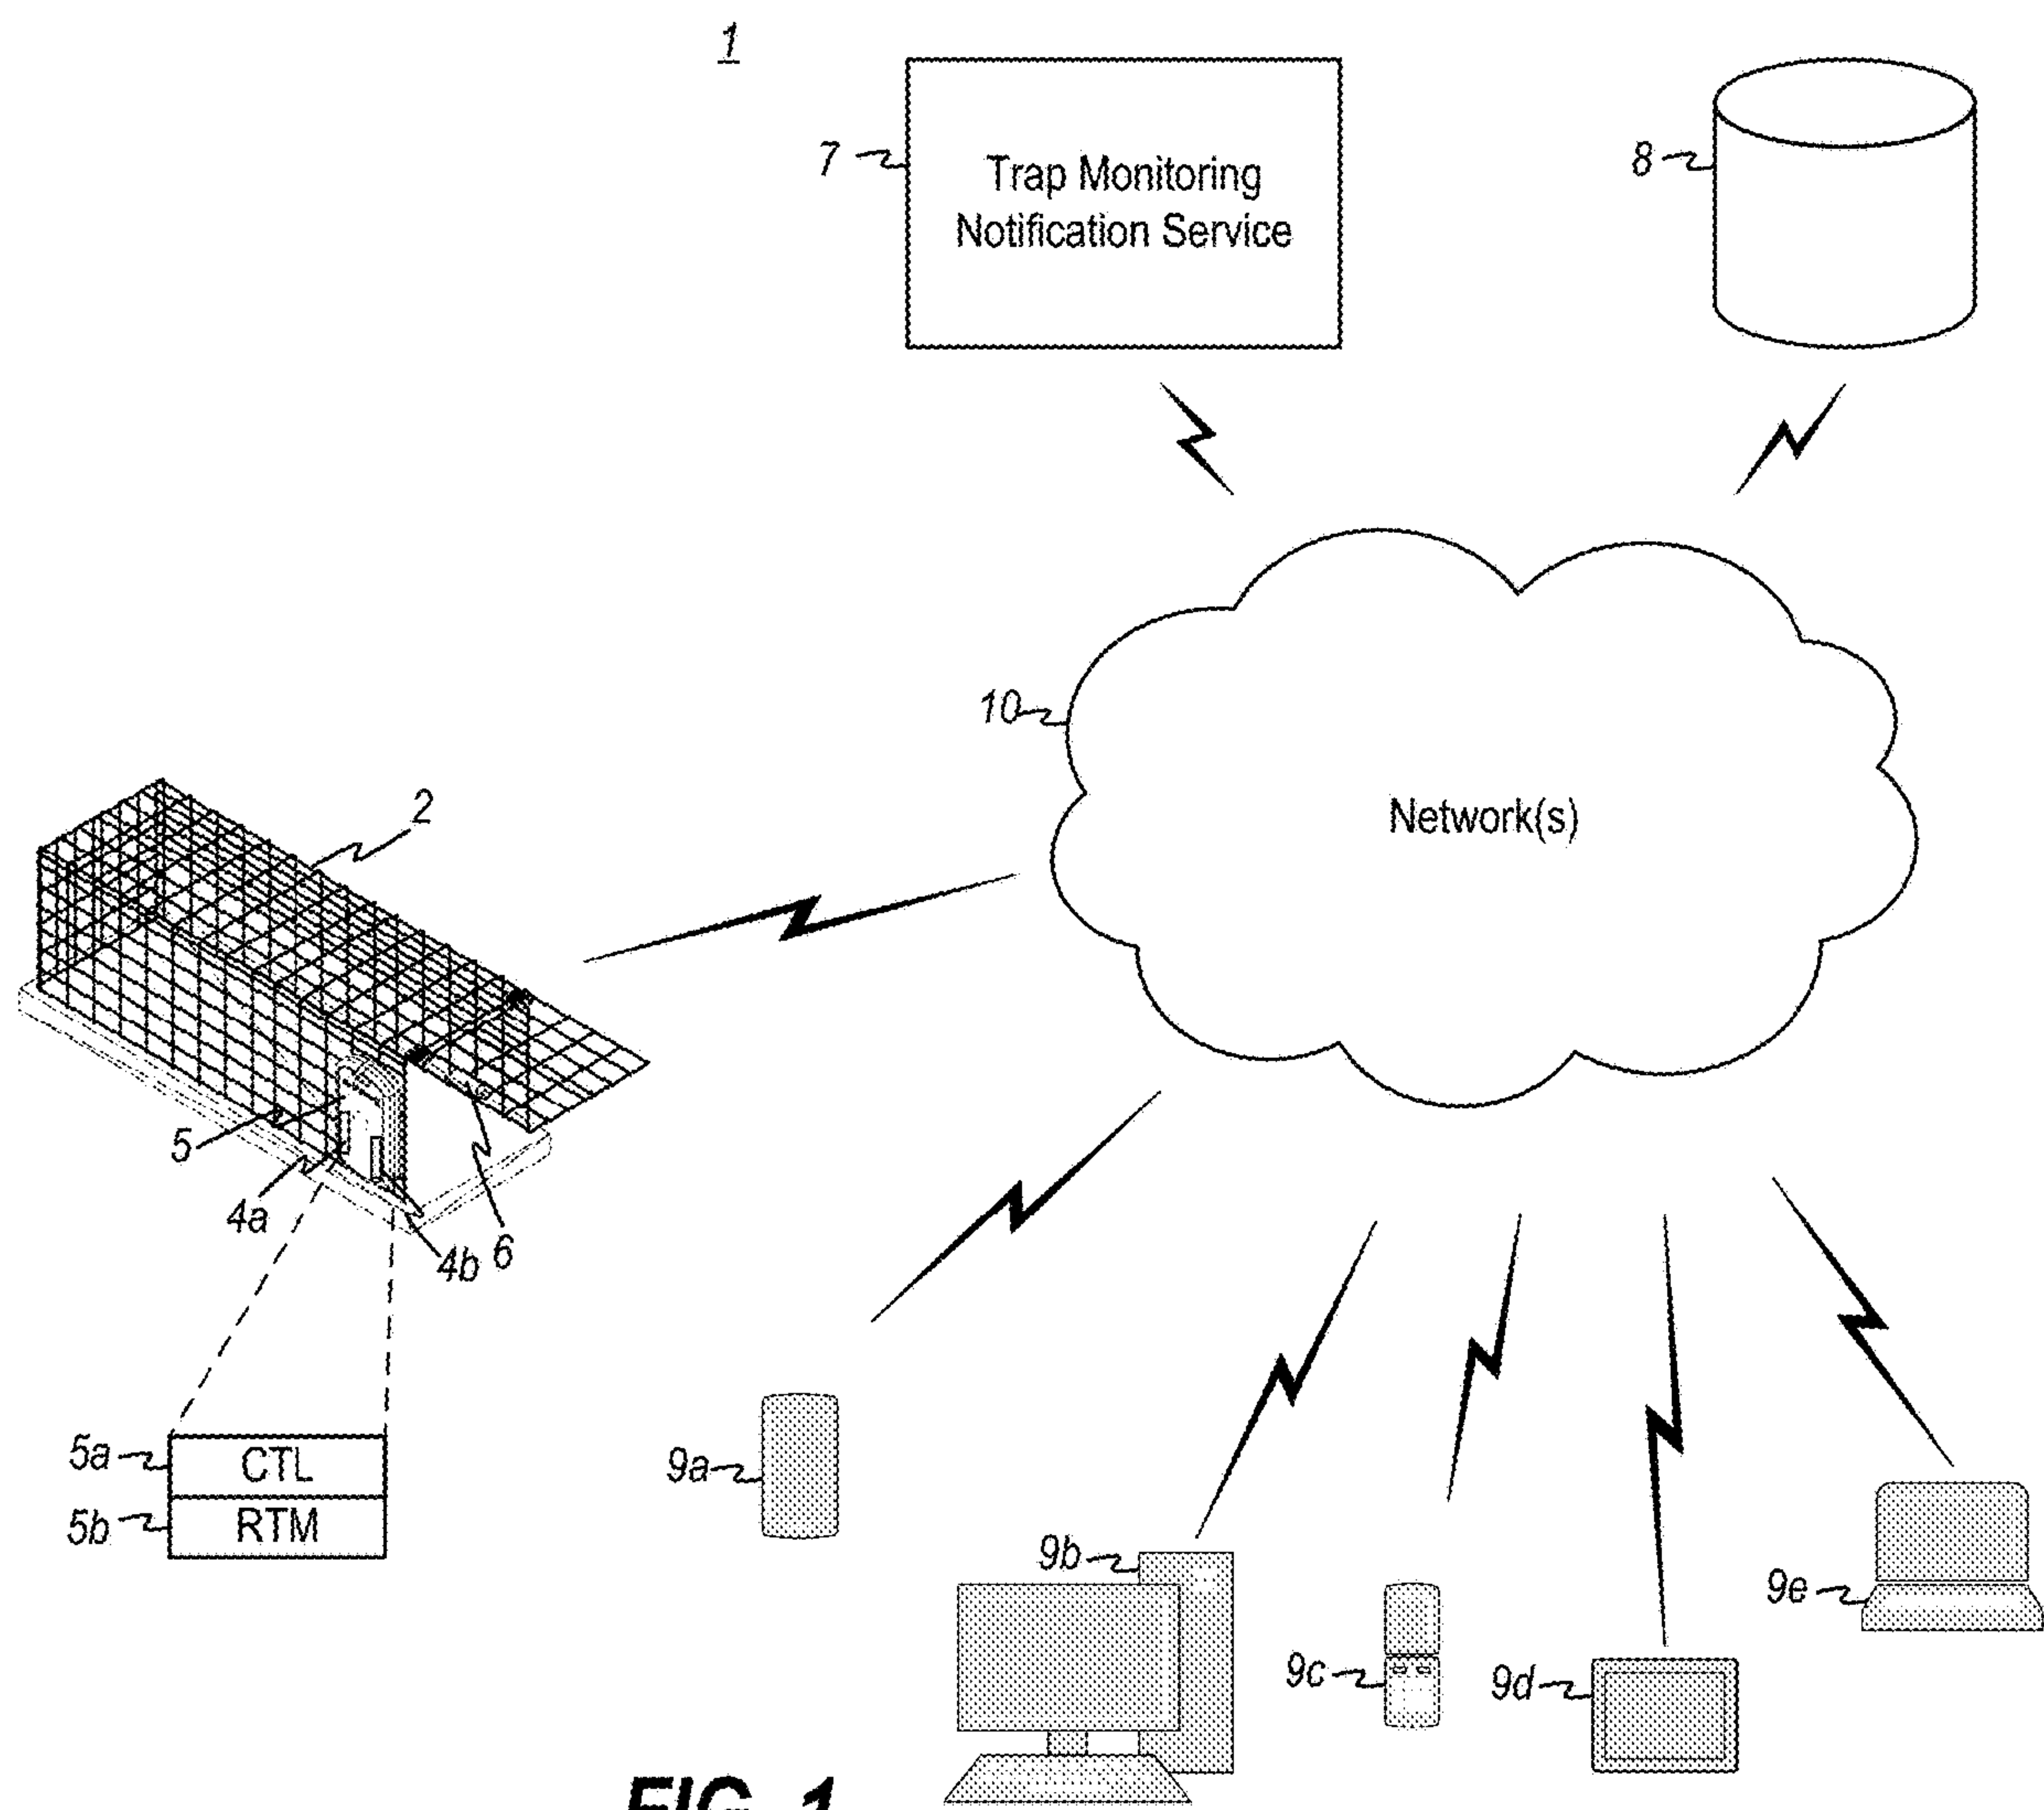 1
7
Trap Monitoring
Notification Service
8
10
Network(s)
2
5
4a
4b
6
5a
CTL
5b
RTM
9a
9b
9c
9d
9e
FIG. 1